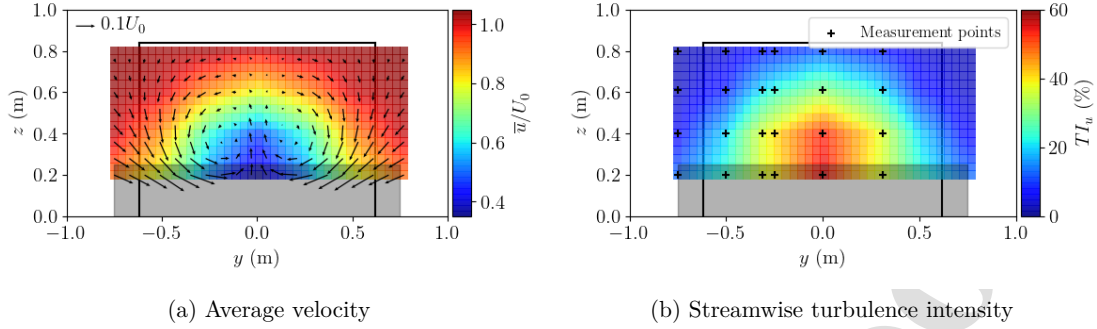 0.1U₀
1.0
0.8
0.6
0.4
0.2
0.0
z (m)
−1.0 −0.5 0.0 0.5 1.0
y (m)
1.0
0.8
0.6
0.4
u̅/U₀
(a) Average velocity
Measurement points
1.0
0.8
0.6
0.4
0.2
0.0
z (m)
−1.0 −0.5 0.0 0.5 1.0
y (m)
60
40
20
0
TIᵤ (%)
(b) Streamwise turbulence intensity